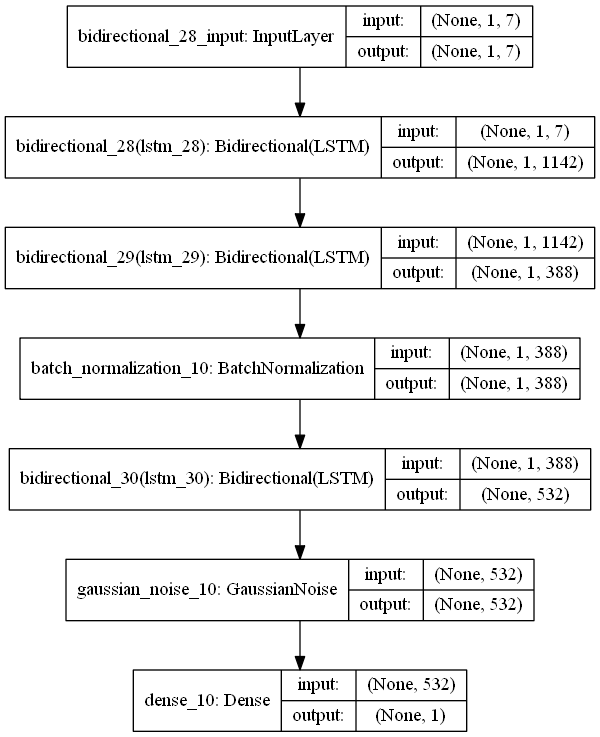 bidirectional_28_input: InputLayer
input: (None, 1, 7)
output: (None, 1, 7)
bidirectional_28(lstm_28): Bidirectional(LSTM)
input: (None, 1, 7)
output: (None, 1, 1142)
bidirectional_29(lstm_29): Bidirectional(LSTM)
input: (None, 1, 1142)
output: (None, 1, 388)
batch_normalization_10: BatchNormalization
input: (None, 1, 388)
output: (None, 1, 388)
bidirectional_30(lstm_30): Bidirectional(LSTM)
input: (None, 1, 388)
output: (None, 532)
gaussian_noise_10: GaussianNoise
input: (None, 532)
output: (None, 532)
dense_10: Dense
input: (None, 532)
output: (None, 1)